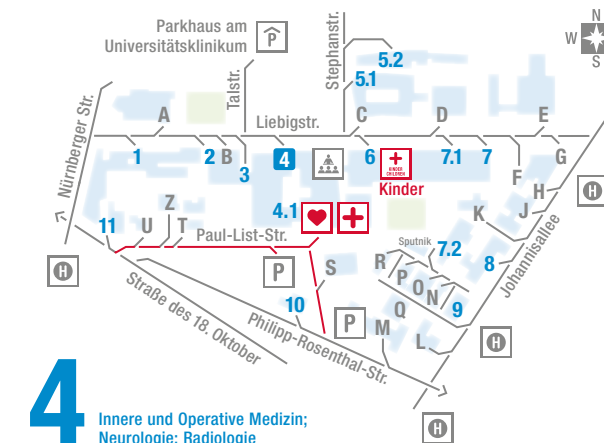 Parkhaus am
Universitätsklinikum
P
Stephanstr.
5.2
5.1
N
W
S
Nürnberger Str.
Talstr.
A
Liebigstr.
C
D
E
1
2
B
3
4
6
KINDER
CHILDREN
Kinder
7.1
7
F
G
H
H
J
K
Johannisallee
Z
4.1
11
U
T
Paul-List-Str.
Sputnik
7.2
8
H
P
S
R
P
O
N
9
Straße des 18. Oktober
10
Philipp-Rosenthal-Str.
P
M
Q
L
H
H
4
Innere und Operative Medizin;
Neurologie; Radiologie